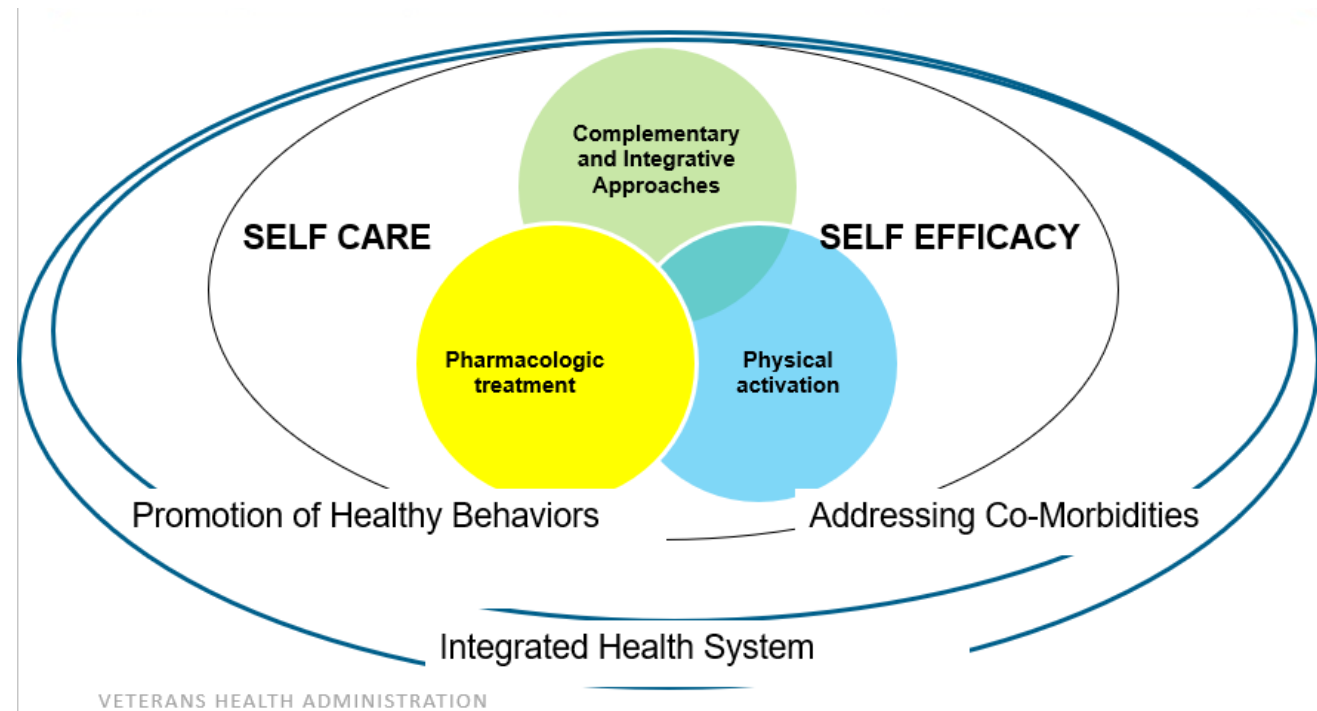 Complementary
and Integrative
Approaches
SELF CARE
SELF EFFICACY
Pharmacologic
treatment
Physical
activation
Promotion of Healthy Behaviors
Addressing Co-Morbidities
Integrated Health System
VETERANS HEALTH ADMINISTRATION